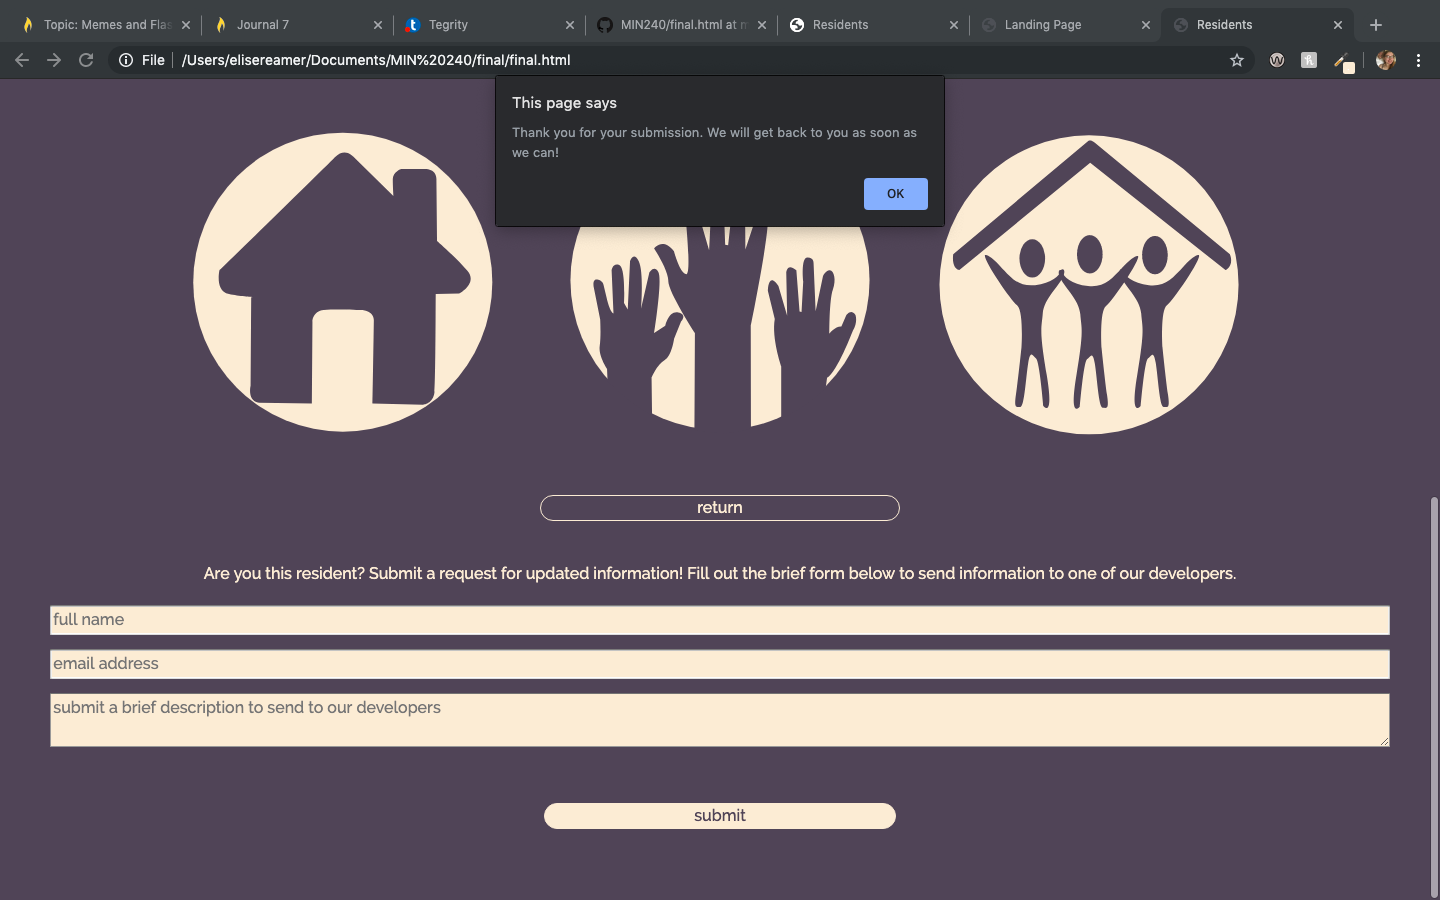 Topic: Memes and Fla
Journal 7
Tegrity
MIN240/final.html at
Residents
Landing Page
Residents
File
/Users/elisereamer/Documents/MIN%20240/final/final.html
This page says
Thank you for your submission. We will get back to you as soon as
we can!
OK
return
Are you this resident? Submit a request for updated information! Fill out the brief form below to send information to one of our developers.
full name
email address
submit a brief description to send to our developers
submit